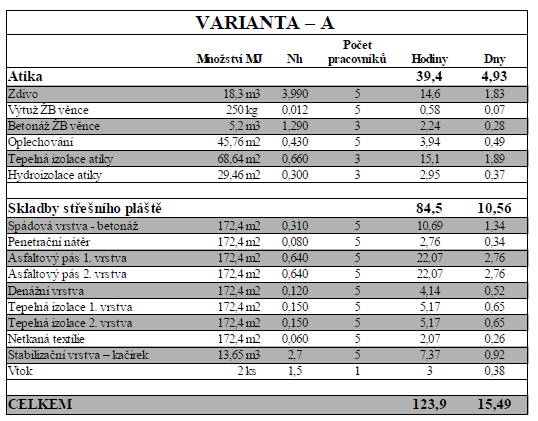 VARIANTA – A
Množství MJ Nh Počet pracovníků Hodiny Dny
Atika 39,4 4,93
Zdivo 18,3 m3 3,990 5 14,6 1,83
Výtuž ŽB věnce 250 kg 0,012 5 0,58 0,07
Betonáž ŽB věnce 5,2 m3 1,290 3 2,24 0,28
Oplechování 45,76 m2 0,430 5 3,94 0,49
Tepelná izolace atiky 68,64 m2 0,660 3 15,1 1,89
Hydroizolace atiky 29,46 m2 0,300 3 2,95 0,37
Skladby střešního pláště 84,5 10,56
Spádová vrstva - betonáž 172,4 m2 0,310 5 10,69 1,34
Penetrační nátěr 172,4 m2 0,080 5 2,76 0,34
Asfaltový pás 1. vrstva 172,4 m2 0,640 5 22,07 2,76
Asfaltový pás 2. vrstva 172,4 m2 0,640 5 22,07 2,76
Denážní vrstva 172,4 m2 0,120 5 4,14 0,52
Tepelná izolace 1. vrstva 172,4 m2 0,150 5 5,17 0,65
Tepelná izolace 2. vrstva 172,4 m2 0,150 5 5,17 0,65
Netkaná textílie 172,4 m2 0,060 5 2,07 0,26
Stabilizační vrstva – kačírek 13,65 m3 2,7 5 7,37 0,92
Vtok 2 ks 1,5 1 3 0,38
CELKEM 123,9 15,49